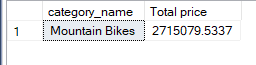 category_name Total price
1 Mountain Bikes 2715079.5337